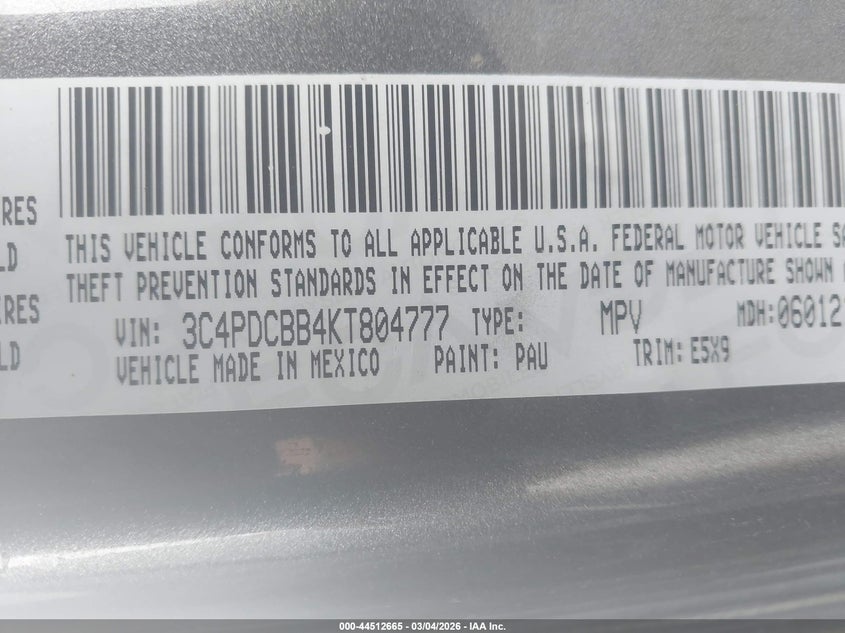 RES
LD
IRES
LD
THIS VEHICLE CONFORMS TO ALL APPLICABLE U.S.A. FEDERAL MOTOR VEHICLE SA
THEFT PREVENTION STANDARDS IN EFFECT ON THE DATE OF MANUFACTURE SHOWN
VIN: 3C4PDCBB4KT804777 TYPE: MPV MDH:06012
VEHICLE MADE IN MEXICO PAINT: PAU TRIM: E5X9
000-44512665 - 03/04/2026 - IAA Inc.